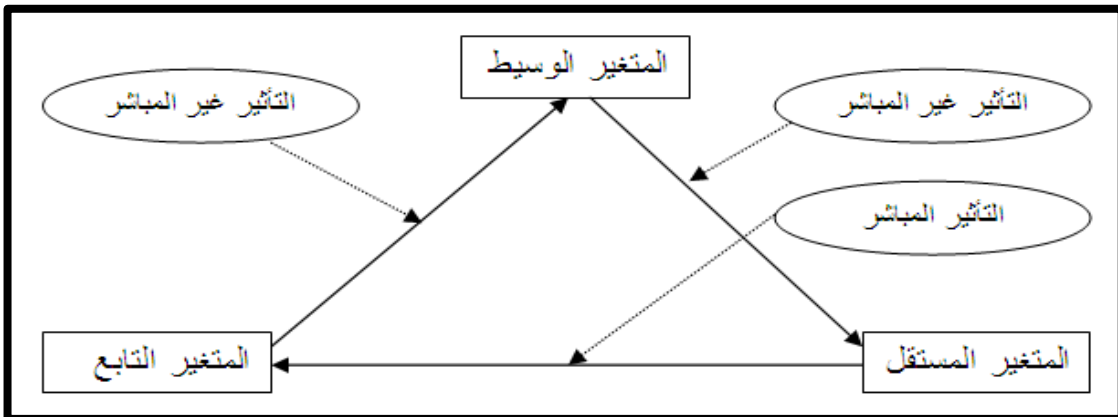 المتغير الوسيط
التأثير غير المباشر
التأثير غير المباشر
التأثير المباشر
المتغير المستقل
المتغير التابع